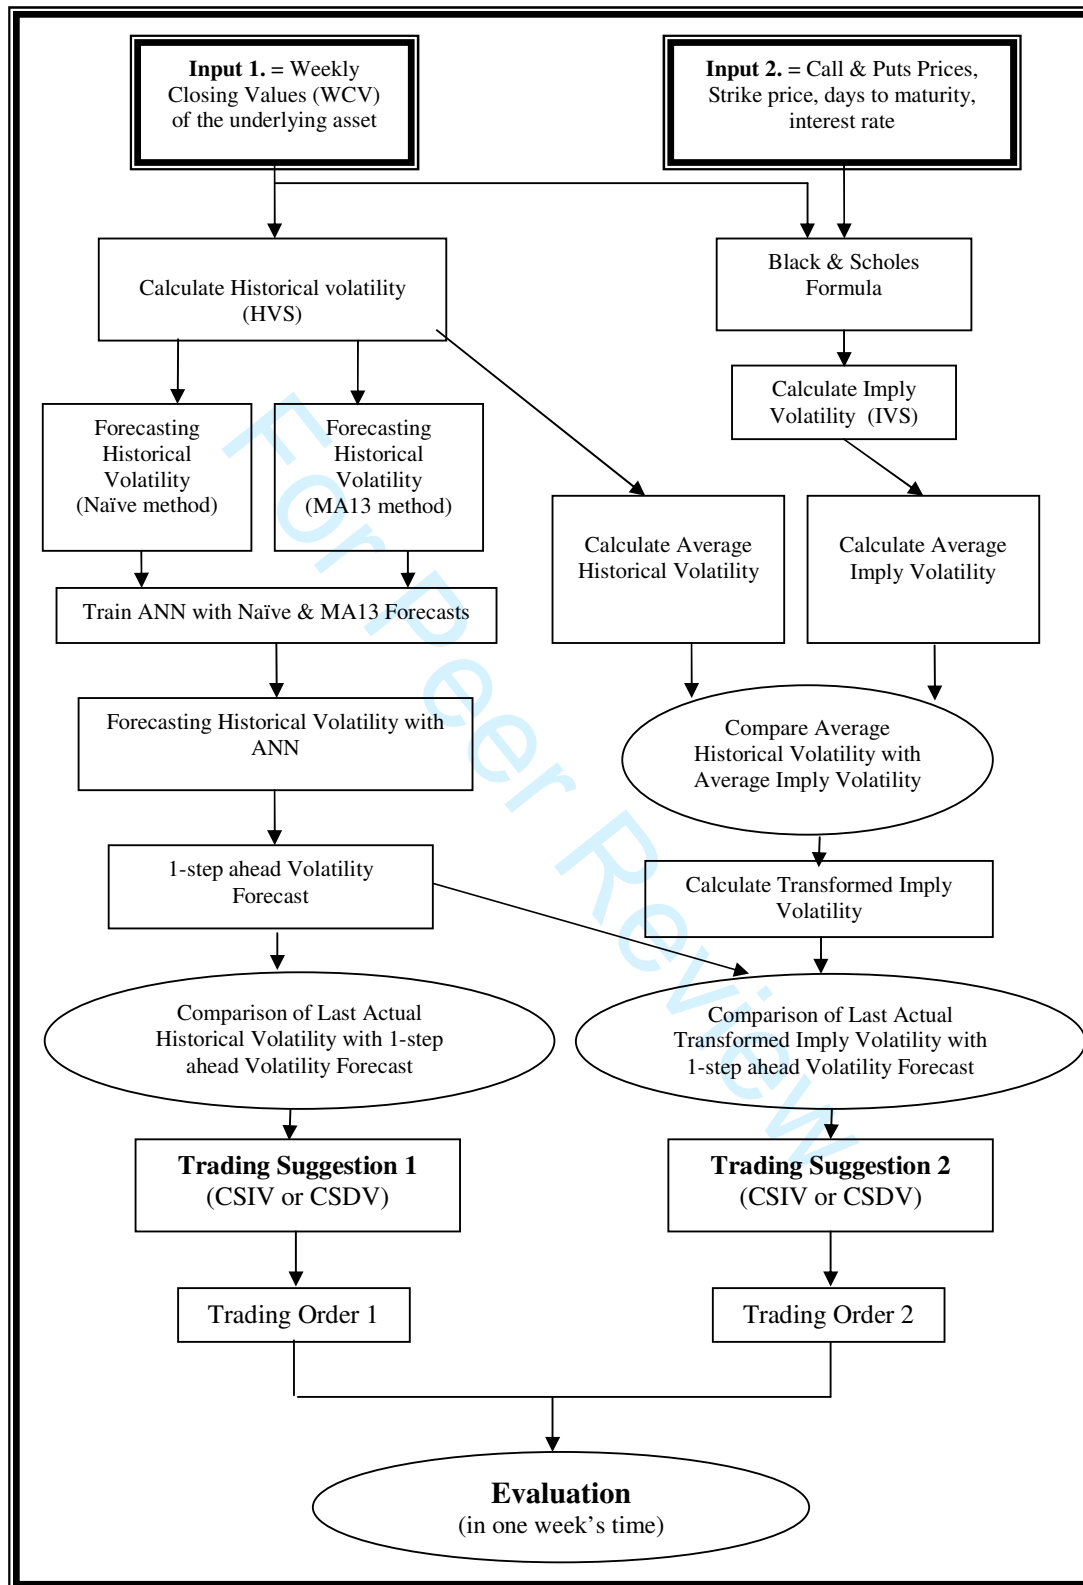 Input 1. = Weekly
Closing Values (WCV)
of the underlying asset
Input 2. = Call & Puts Prices,
Strike price, days to maturity,
interest rate
Calculate Historical volatility
(HVS)
Black & Scholes
Formula
Calculate Imply
Volatility (IVS)
Forecasting
Historical
Volatility
(Naïve method)
Forecasting
Historical
Volatility
(MA13 method)
Calculate Average
Historical Volatility
Calculate Average
Imply Volatility
Train ANN with Naïve & MA13 Forecasts
Forecasting Historical Volatility with
ANN
Compare Average
Historical Volatility with
Average Imply Volatility
1-step ahead Volatility
Forecast
Calculate Transformed Imply
Volatility
Comparison of Last Actual
Historical Volatility with 1-step
ahead Volatility Forecast
Comparison of Last Actual
Transformed Imply Volatility with
1-step ahead Volatility Forecast
Trading Suggestion 1
(CSIV or CSDV)
Trading Suggestion 2
(CSIV or CSDV)
Trading Order 1
Trading Order 2
Evaluation
(in one week's time)
For Peer Review